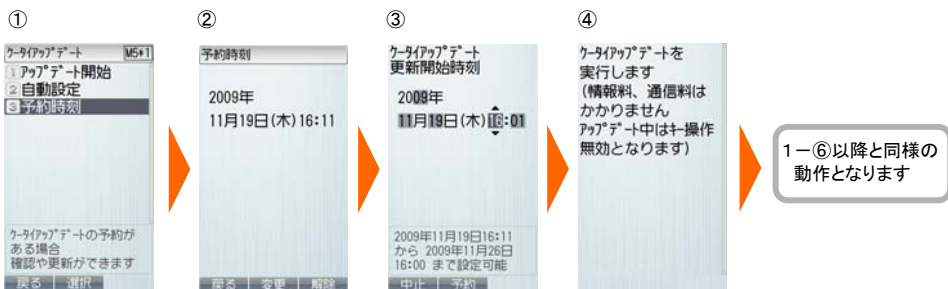 ①
ｹｰﾀｲｱｯﾌﾟﾃﾞｰﾄ M5*1
1 ｱｯﾌﾟﾃﾞｰﾄ開始
2 自動設定
3 予約時刻
ｹｰﾀｲｱｯﾌﾟﾃﾞｰﾄの予約が
ある場合
確認や更新ができます
戻る 選択
②
予約時刻
2009年
11月19日(木)16:11
戻る 変更 解除
③
ｹｰﾀｲｱｯﾌﾟﾃﾞｰﾄ
更新開始時刻
2009年
11月19日(木)16:01
2009年11月19日16:11
から 2009年11月26日
16:00 まで設定可能
中止 予約
④
ｹｰﾀｲｱｯﾌﾟﾃﾞｰﾄを
実行します
(情報料、通信料は
かかりません
ｱｯﾌﾟﾃﾞｰﾄ中はｷｰ操作
無効となります)
1－⑥以降と同様の
動作となります